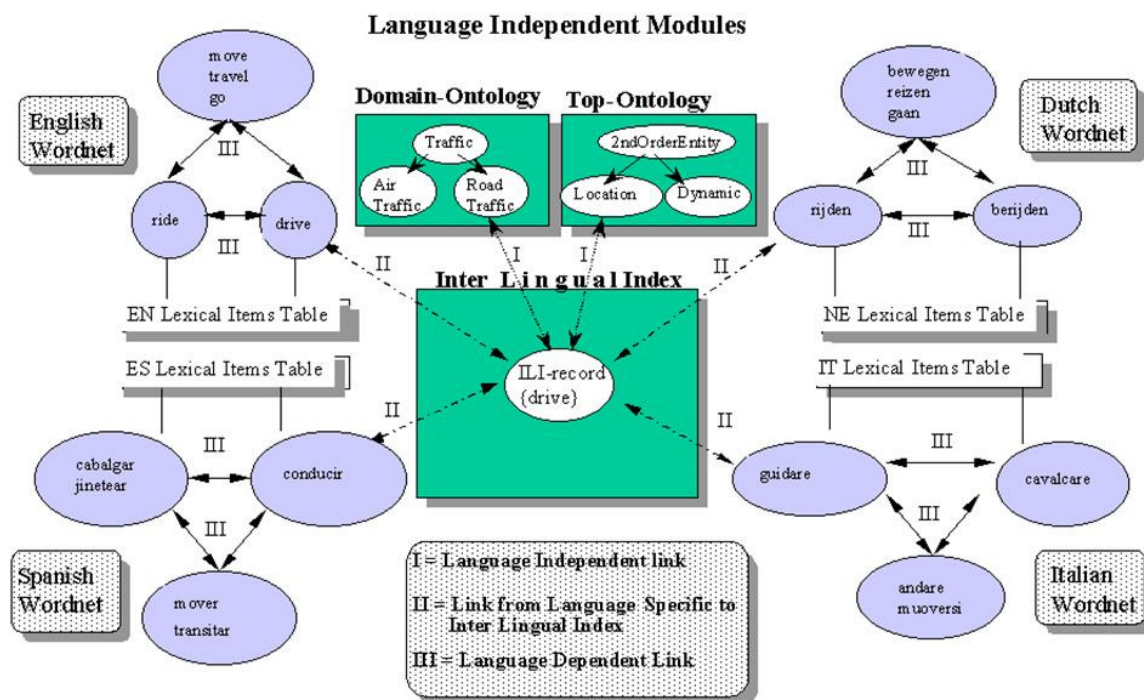 Language Independent Modules
move
travel
go
English
Wordnet
III
ride
drive
III
EN Lexical Items Table
Domain-Ontology
Traffic
Air
Traffic
Road
Traffic
Top-Ontology
2ndOrderEntity
Location
Dynamic
I
I
bewegen
reizen
gaan
Dutch
Wordnet
III
rijden
berijden
III
NE Lexical Items Table
II
II
Inter Lingual Index
ILI-record
{drive}
II
II
ES Lexical Items Table
III
cabalgar
jinetear
conducir
III
Spanish
Wordnet
mover
transitar
IT Lexical Items Table
III
guidare
cavalcare
III
andare
muoversi
Italian
Wordnet
I = Language Independent link
II = Link from Language Specific to
Inter Lingual Index
III = Language Dependent Link